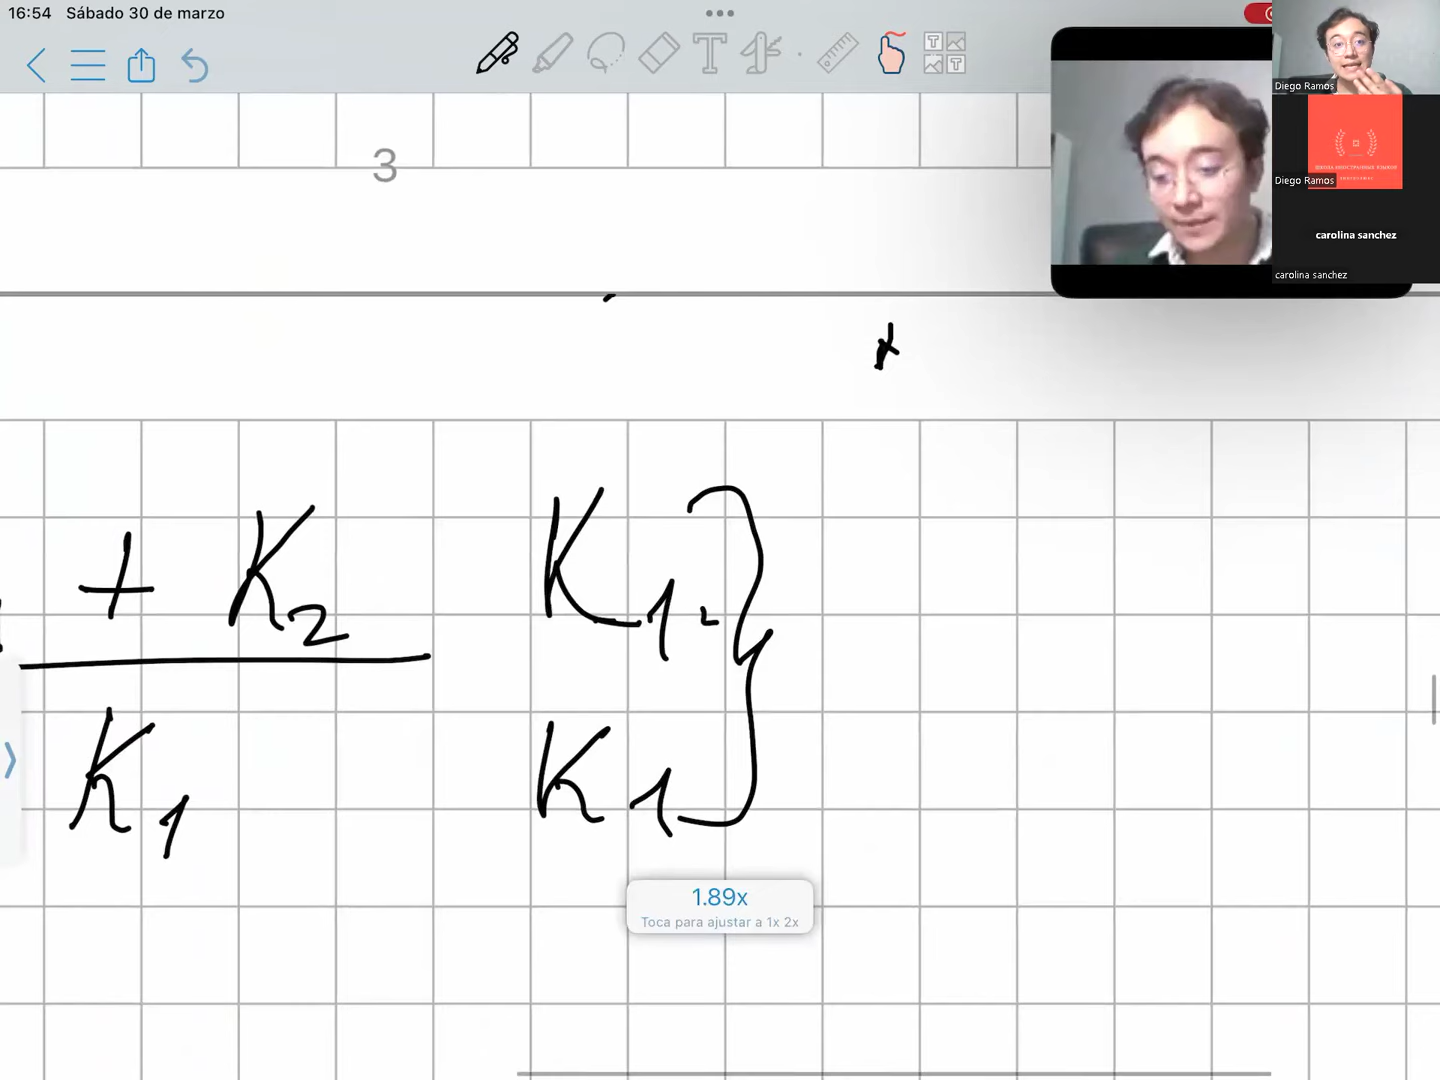 16:54 Sábado 30 de marzo
Diego Ramos
Diego Ramos
carolina sanchez
carolina sanchez
3
+ K₂
K₁
K₁₂
K₁
1.89x
Toca para ajustar a 1x 2x